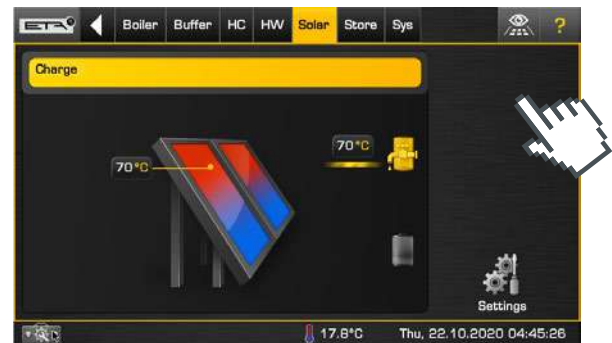 ETA Boiler Buffer HC HW Solar Store Sys ?
Charge
70°C
70°C
Settings
17.8°C Thu, 22.10.2020 04:45:26